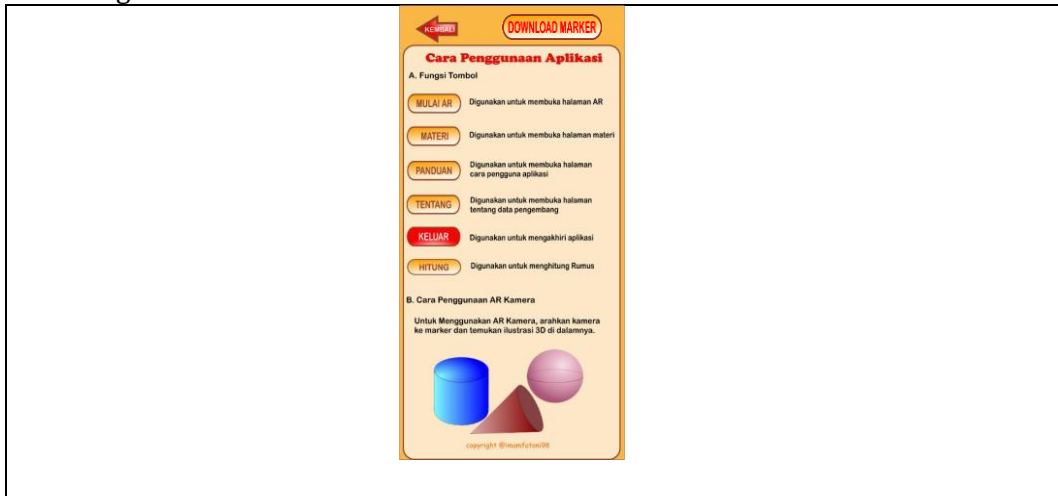 KEMBALI
DOWNLOAD MARKER
Cara Penggunaan Aplikasi
A. Fungsi Tombol
MULAI AR Digunakan untuk membuka halaman AR
MATERI Digunakan untuk membuka halaman materi
PANDUAN Digunakan untuk membuka halaman
cara pengguna aplikasi
TENTANG Digunakan untuk membuka halaman
tentang data pengembang
KELUAR Digunakan untuk mengakhiri aplikasi
HITUNG Digunakan untuk menghitung Rumus
B. Cara Penggunaan AR Kamera
Untuk Menggunakan AR Kamera, arahkan kamera
ke marker dan temukan ilustrasi 3D di dalamnya.
copyright @imamfatoni98